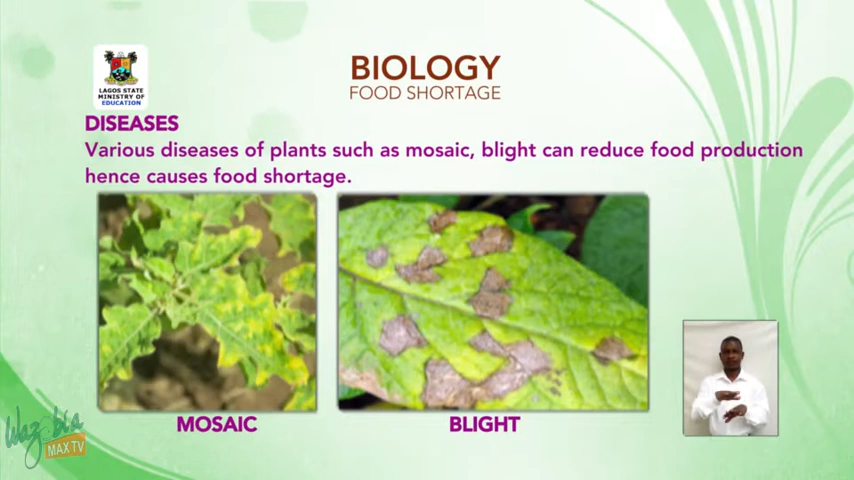 BIOLOGY
FOOD SHORTAGE
LAGOS STATE
MINISTRY OF
EDUCATION
DISEASES
Various diseases of plants such as mosaic, blight can reduce food production
hence causes food shortage.
MOSAIC
BLIGHT
Wazobia
MAX TV